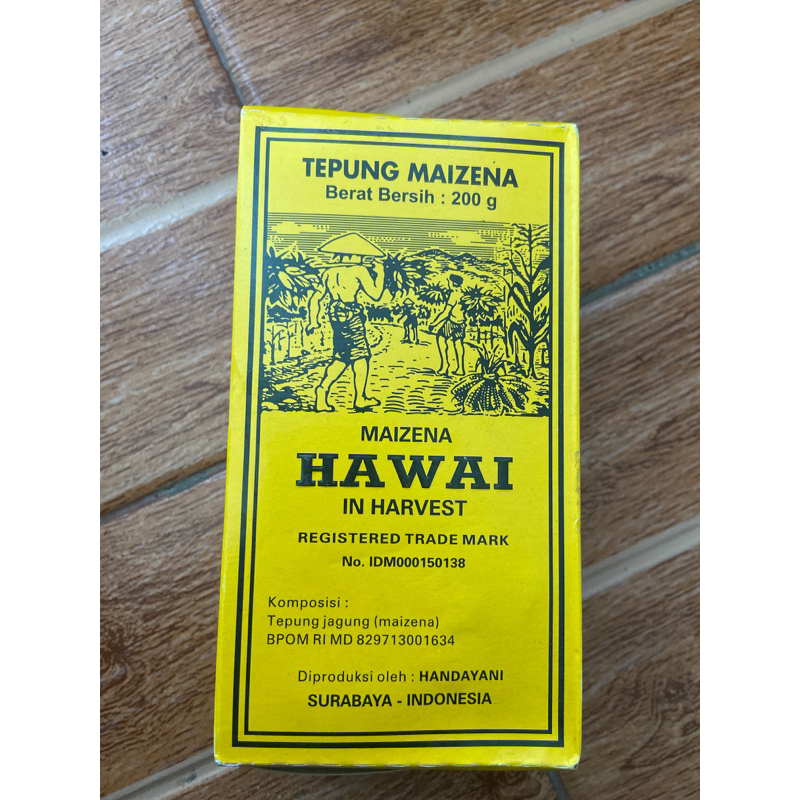 TEPUNG MAIZENA
Berat Bersih : 200 g
MAIZENA
HAWAI
IN HARVEST
REGISTERED TRADE MARK
No. IDM000150138
Komposisi :
Tepung jagung (maizena)
BPOM RI MD 829713001634
Diproduksi oleh : HANDAYANI
SURABAYA - INDONESIA